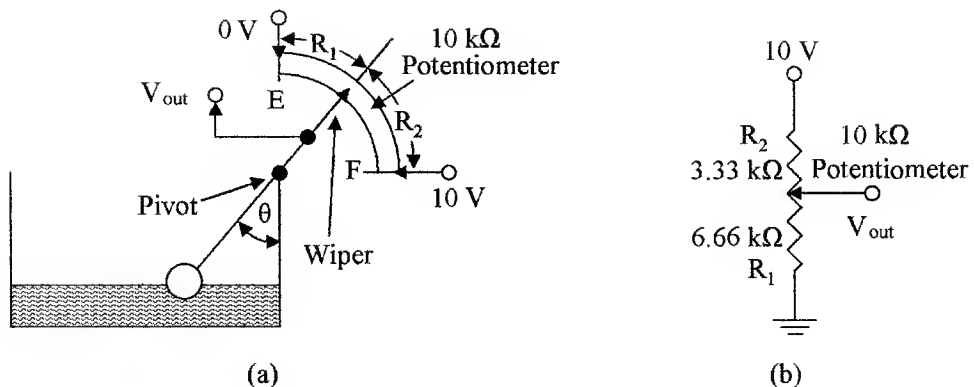 0 V
R₁
10 kΩ
Potentiometer
Vout
E
R₂
F
10 V
Pivot
θ
Wiper
(a)
10 V
R₂
10 kΩ
3.33 kΩ
Potentiometer
Vout
6.66 kΩ
R₁
(b)